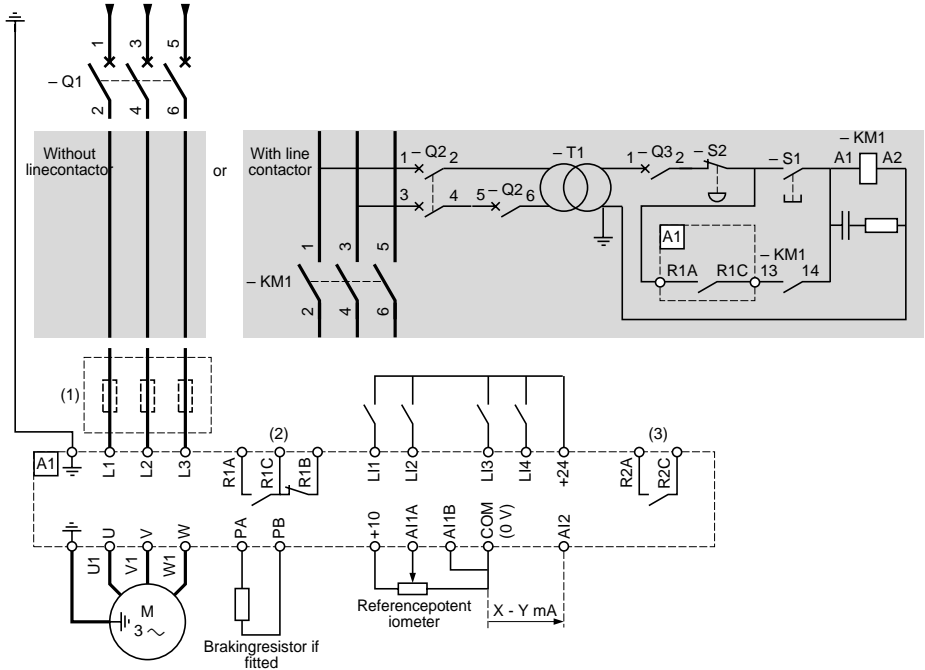 1 3 5
– Q1
2 4 6
Without
linecontactor
or
With line
contactor
1 – Q2 2
3 4 5 – Q2 6
– T1
1 – Q3 2
– S2
– S1
– KM1
A1 A2
A1
R1A R1C
– KM1
13 14
1 3 5
– KM1
2 4 6
(1)
(2)
(3)
A1
L1 L2 L3
R1A R1C R1B
LI1 LI2 LI3 LI4 +24
R2A R2C
U V W
PA PB
+10 AI1A AI1B COM
(0 V)
AI2
U1 V1 W1
M
3 ~
Brakingresistor if
fitted
Referencepotent
iometer
X - Y mA